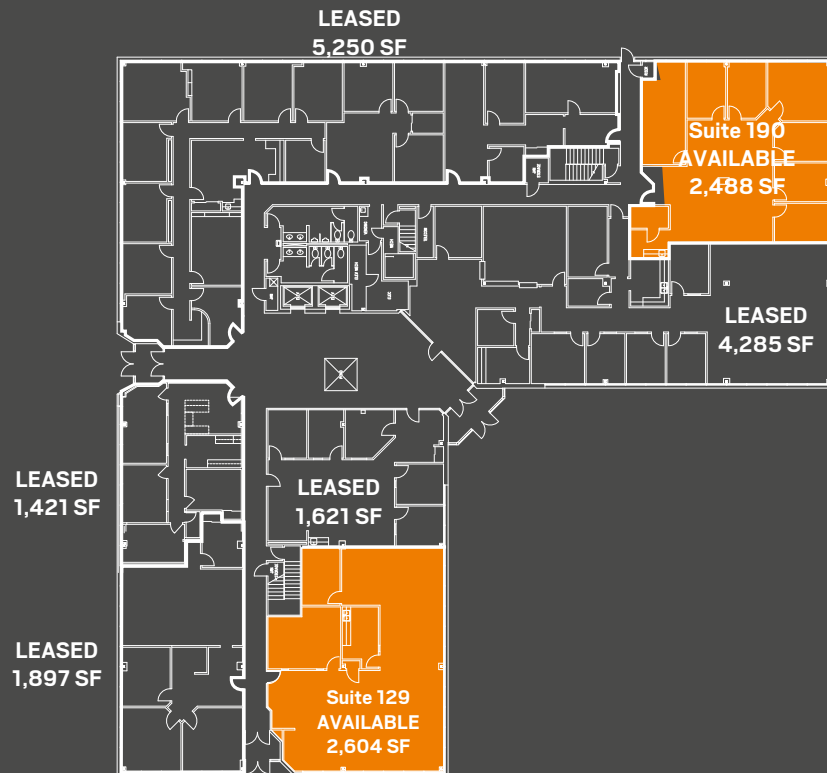 LEASED
5,250 SF
Suite 190
AVAILABLE
2,488 SF
LEASED
4,285 SF
LEASED
1,421 SF
LEASED
1,621 SF
LEASED
1,897 SF
Suite 129
AVAILABLE
2,604 SF